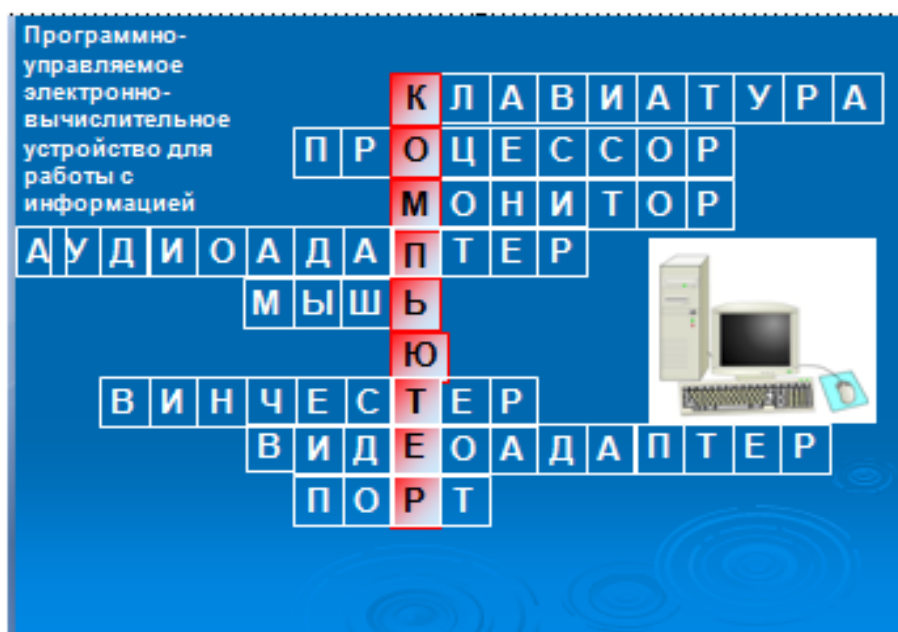 Программно-
управляемое
электронно-
вычислительное
устройство для
работы с
информацией
КЛАВИАТУРА
ПРОЦЕССОР
МОНИТОР
АУДИОАДАПТЕР
МЫШЬ
Ю
ВИНЧЕСТЕР
ВИДЕОАДАПТЕР
ПОРТ